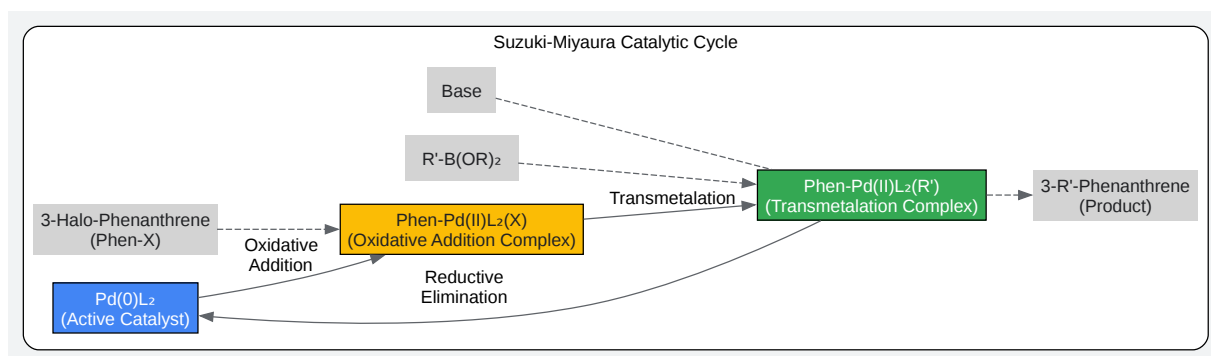 Suzuki-Miyaura Catalytic Cycle
Base
R'-B(OR)₂
Transmetalation
Phen-Pd(II)L₂(R')
(Transmetalation Complex)
3-R'-Phenanthrene
(Product)
3-Halo-Phenanthrene
(Phen-X)
Phen-Pd(II)L₂(X)
(Oxidative Addition Complex)
Oxidative
Addition
Reductive
Elimination
Pd(0)L₂
(Active Catalyst)